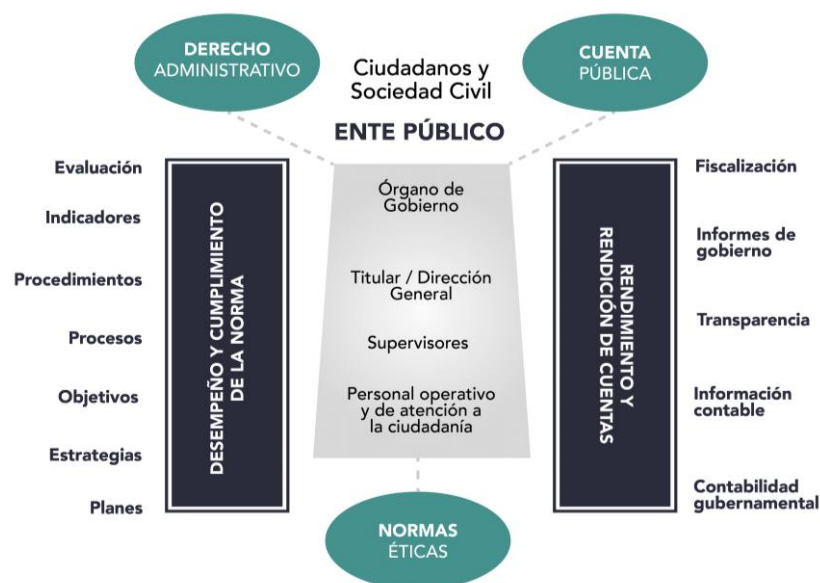 DERECHO
ADMINISTRATIVO
Ciudadanos y
Sociedad Civil
CUENTA
PÚBLICA
ENTE PÚBLICO
Evaluación
Indicadores
Procedimientos
Procesos
Objetivos
Estrategias
Planes
DESEMPEÑO Y CUMPLIMIENTO
DE LA NORMA
Órgano de
Gobierno
Titular / Dirección
General
Supervisores
Personal operativo
y de atención a
la ciudadanía
RENDIMIENTO Y
RENDICIÓN DE CUENTAS
Fiscalización
Informes de
gobierno
Transparencia
Información
contable
Contabilidad
gubernamental
NORMAS
ÉTICAS